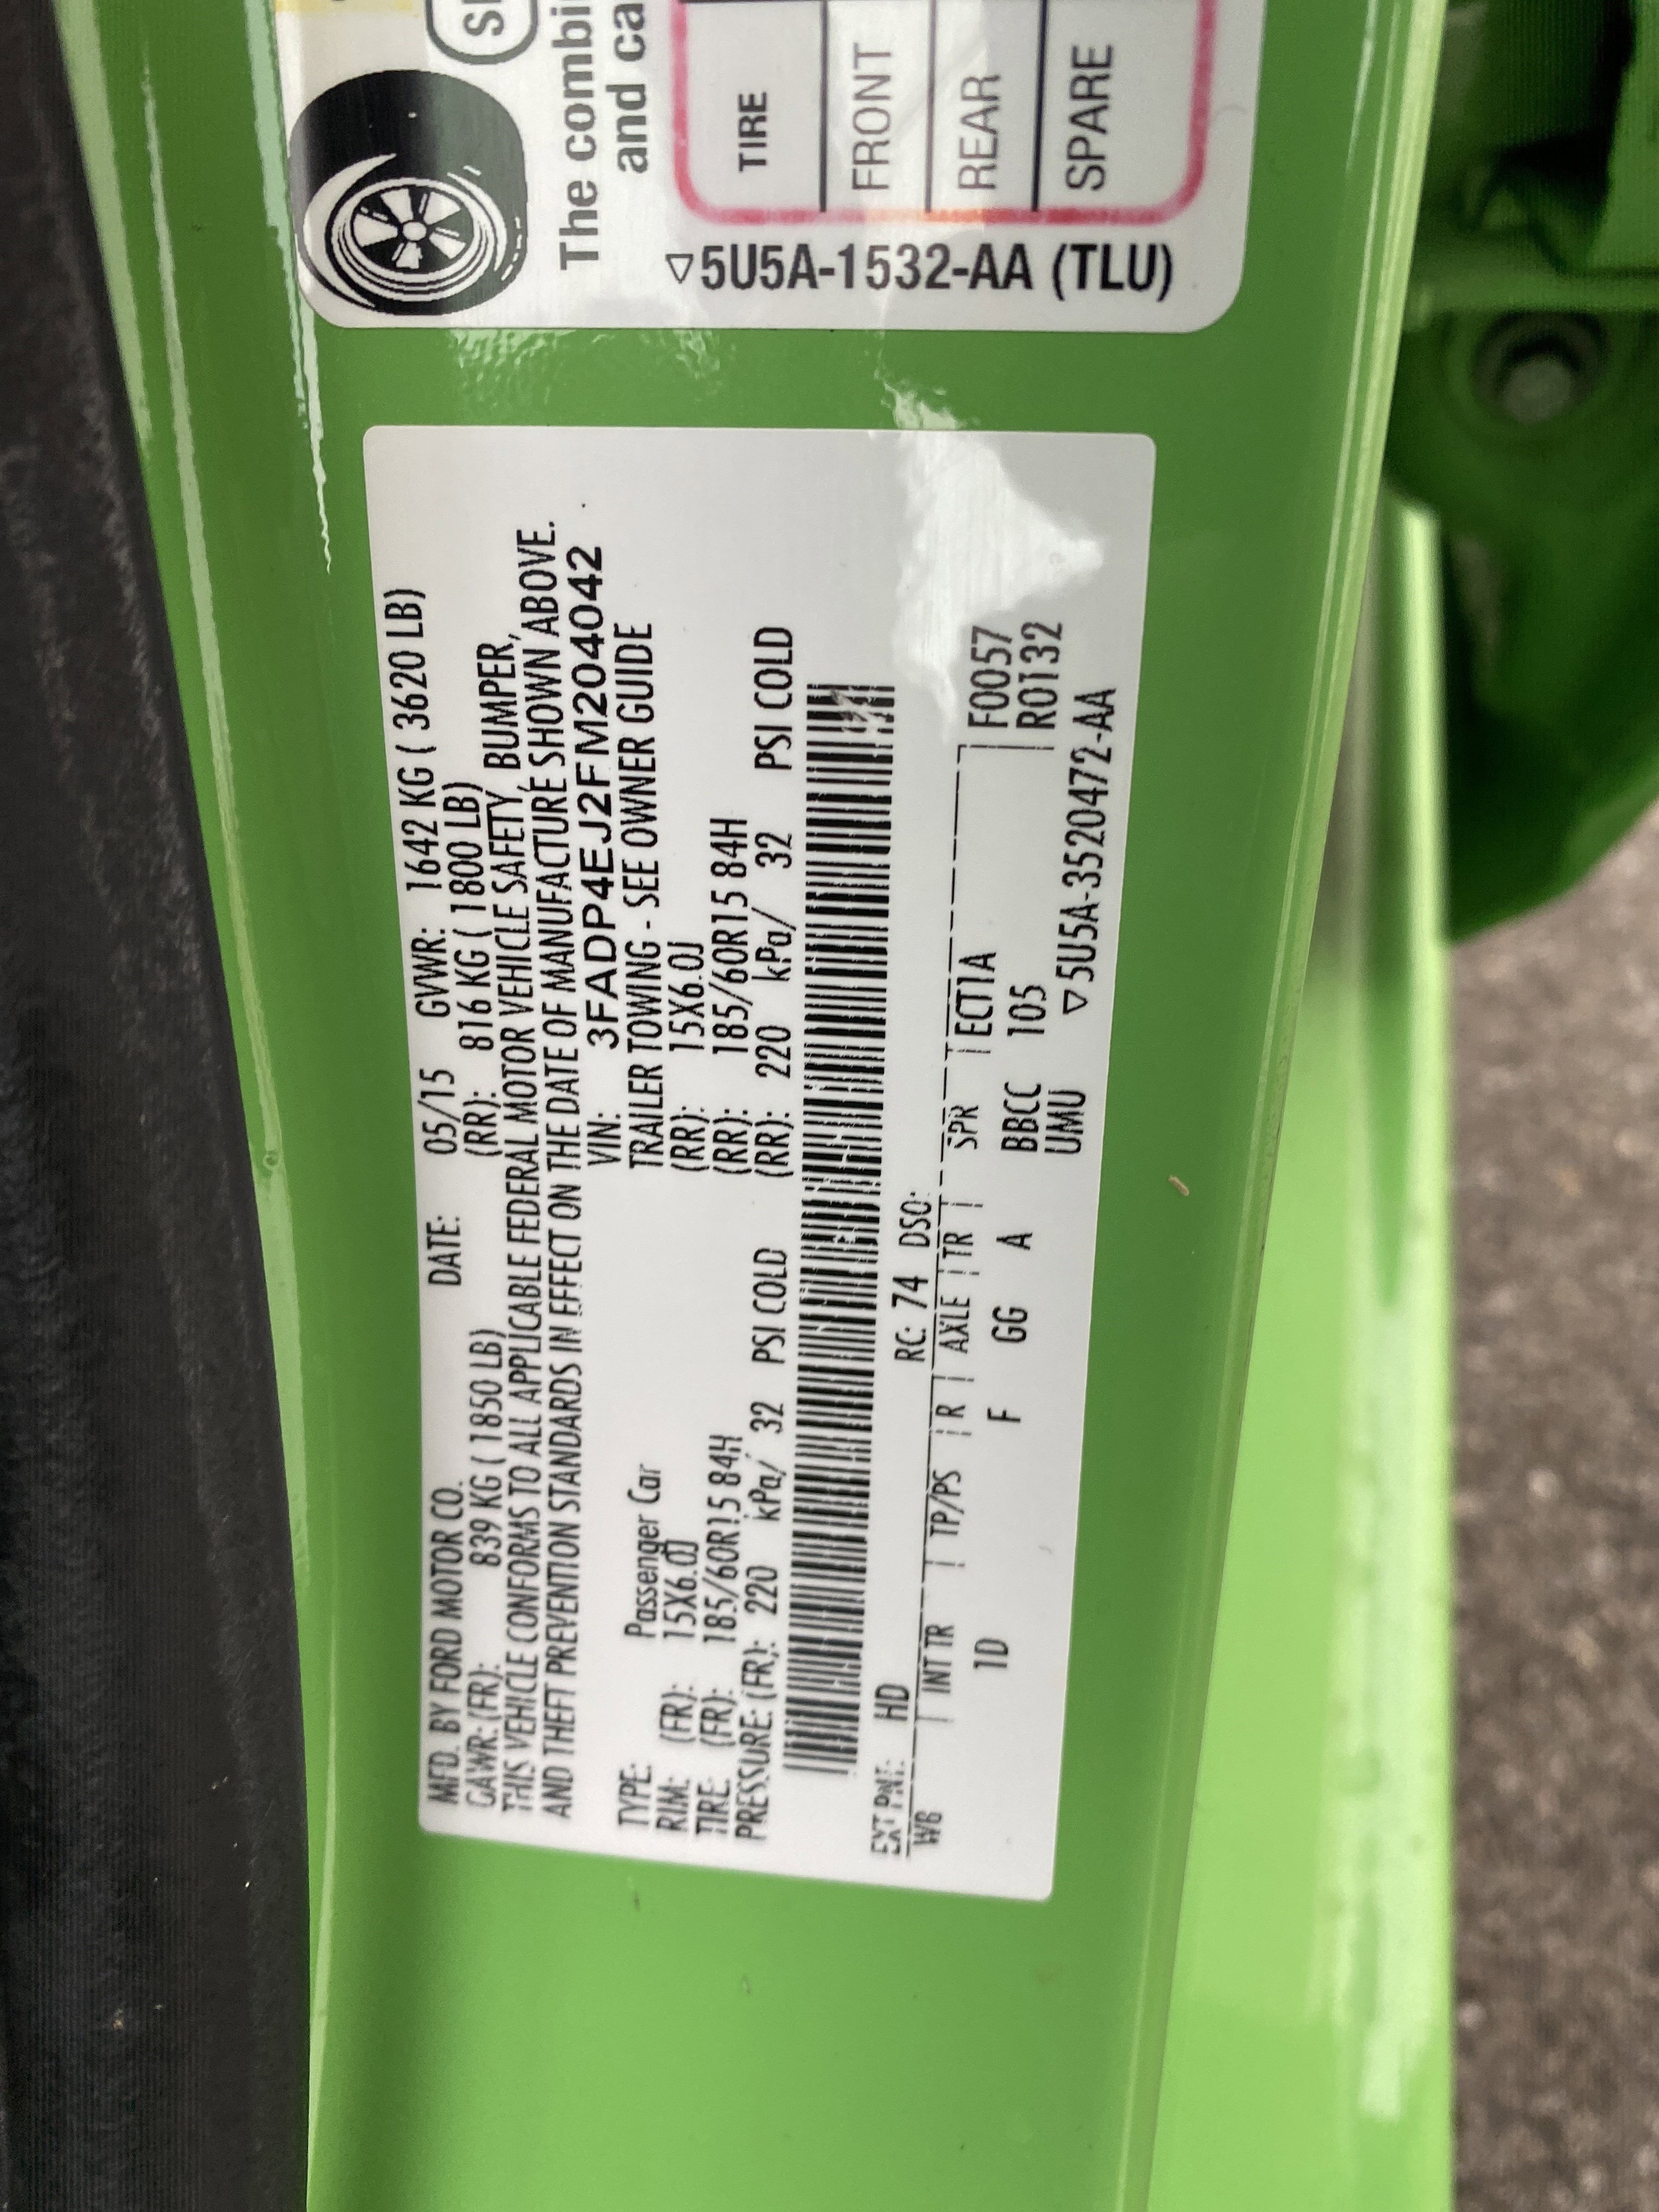 The combi
and ca
TIRE
FRONT
REAR
SPARE
▽5U5A-1532-AA (TLU)
MFD. BY FORD MOTOR CO. DATE: 05/15 GVWR: 1642 KG ( 3620 LB)
GAWR: (FR): 839 KG ( 1850 LB) (RR): 816 KG ( 1800 LB)
THIS VEHICLE CONFORMS TO ALL APPLICABLE FEDERAL MOTOR VEHICLE SAFETY, BUMPER,
AND THEFT PREVENTION STANDARDS IN EFFECT ON THE DATE OF MANUFACTURE SHOWN ABOVE.
VIN: 3FADP4EJ2FM204042
TYPE: Passenger Car TRAILER TOWING - SEE OWNER GUIDE
RIM: (FR): 15X6.0J (RR): 15X6.0J
TIRE: (FR): 185/60R15 84H (RR): 185/60R15 84H
PRESSURE: (FR): 220 kPa/ 32 PSI COLD (RR): 220 kPa/ 32 PSI COLD
EXT PNT: HD RC: 74 DSO:
WB INT TR TP/PS R AXLE TR SPR TECT1A F0057
1D F GG A BBCC 105 R0132
UMU ▽5U5A-3520472-AA